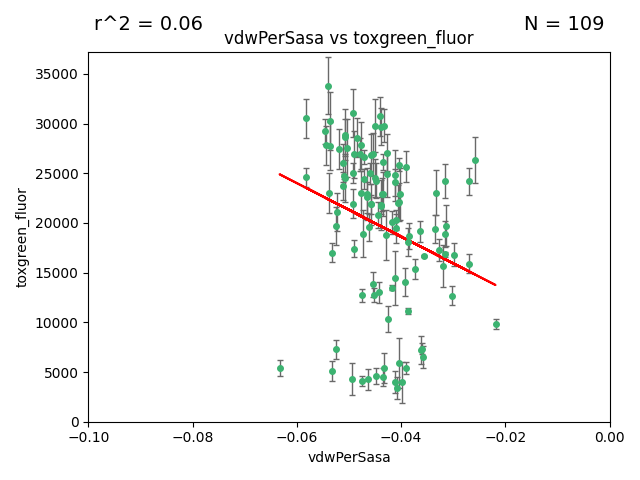 r^2 = 0.06
N = 109
vdwPerSasa vs toxgreen_fluor
35000
30000
25000
20000
15000
10000
5000
0
toxgreen_fluor
−0.10
−0.08
−0.06
−0.04
−0.02
0.00
vdwPerSasa